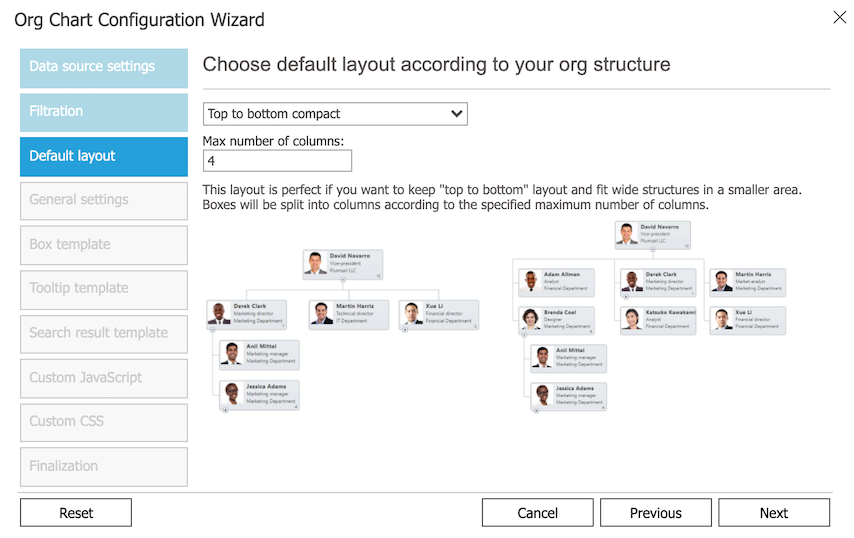 Org Chart Configuration Wizard
Data source settings
Filtration
Default layout
General settings
Box template
Tooltip template
Search result template
Custom JavaScript
Custom CSS
Finalization
Choose default layout according to your org structure
Top to bottom compact
Max number of columns:
4
This layout is perfect if you want to keep "top to bottom" layout and fit wide structures in a smaller area.
Boxes will be split into columns according to the specified maximum number of columns.
David Navarro
Vice-president
Plumsail LLC
Derek Clark
Marketing director
Marketing Department
Martin Harris
Technical director
IT Department
Xue Li
Financial director
Financial Department
Anil Mittal
Marketing manager
Marketing Department
Jessica Adams
Marketing manager
Marketing Department
4
David Navarro
Vice-president
Plumsail LLC
Adam Allman
Analyst
Financial Department
Derek Clark
Marketing director
Marketing Department
Martin Harris
Market analyst
Marketing Department
Brenda Coel
Designer
Marketing Department
Katsuko Kawakami
Analyst
Financial Department
Xue Li
Financial director
Financial Department
Anil Mittal
Marketing manager
Marketing Department
Jessica Adams
Marketing manager
Marketing Department
Reset
Cancel
Previous
Next